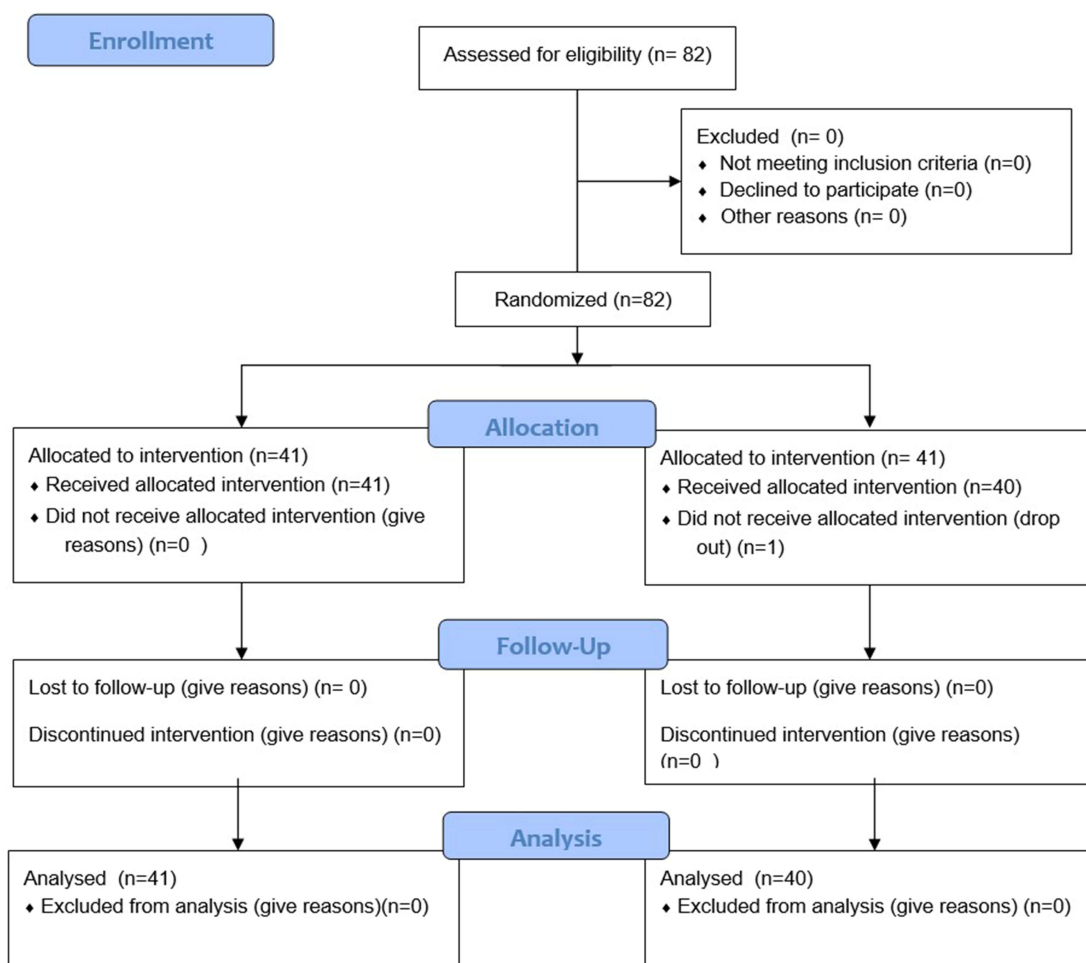 Enrollment
Assessed for eligibility (n= 82)
Excluded (n= 0)
♦ Not meeting inclusion criteria (n=0)
♦ Declined to participate (n=0)
♦ Other reasons (n= 0)
Randomized (n=82)
Allocation
Allocated to intervention (n=41)
♦ Received allocated intervention (n=41)
♦ Did not receive allocated intervention (give
reasons) (n=0 )
Allocated to intervention (n= 41)
♦ Received allocated intervention (n=40)
♦ Did not receive allocated intervention (drop
out) (n=1)
Follow-Up
Lost to follow-up (give reasons) (n= 0)
Discontinued intervention (give reasons) (n=0)
Lost to follow-up (give reasons) (n=0)
Discontinued intervention (give reasons)
(n=0 )
Analysis
Analysed (n=41)
♦ Excluded from analysis (give reasons)(n=0)
Analysed (n=40)
♦ Excluded from analysis (give reasons) (n=0)